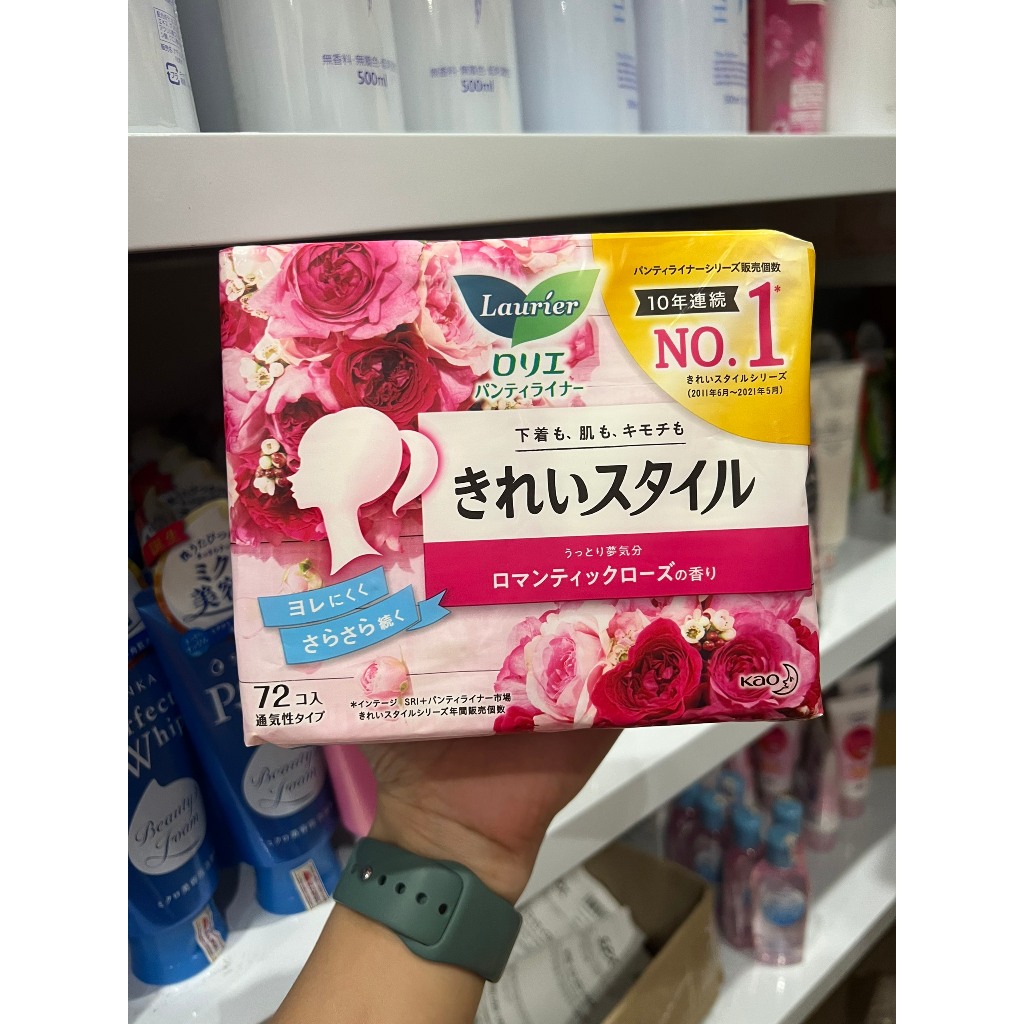 無香料・無着色・
500ml
500ml
Laurier
ロリエ
パンティライナー
パンティライナーシリーズ販売個数
10年連続
NO.1*
きれいスタイルシリーズ
(2011年6月〜2021年5月)
下着も、肌も、キモチも
きれいスタイル
うっとり夢気分
ロマンティックローズの香り
ヨレにくく
さらさら続く
72コ入
通気性タイプ
*インテージ SRI+パンティライナー市場
きれいスタイルシリーズ年間販売個数
Kao
Whip
Beauty
Foam
Beauty
Foam